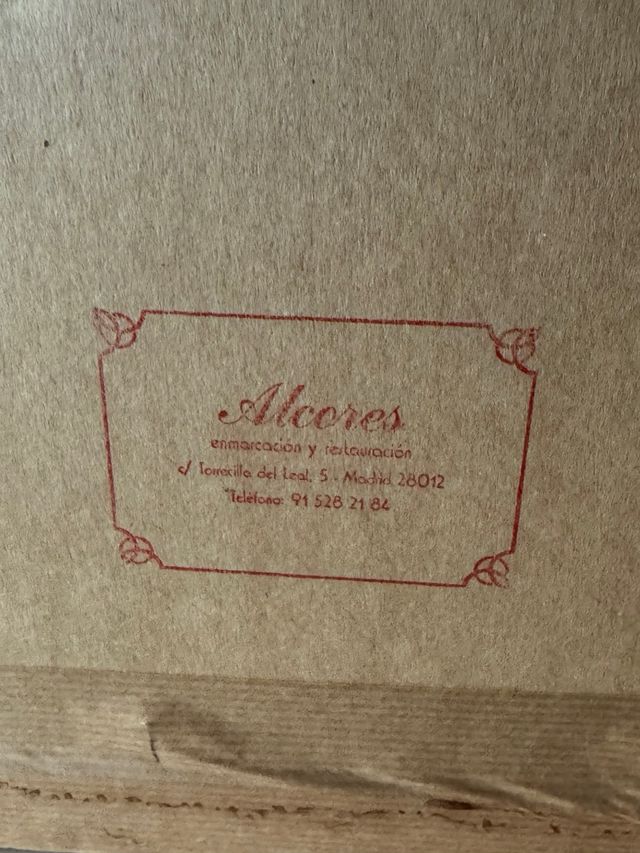 Alcores
enmarcación y restauración
c/ Torrecilla del Leal, 5 - Madrid 28012
Teléfono: 91 528 21 84